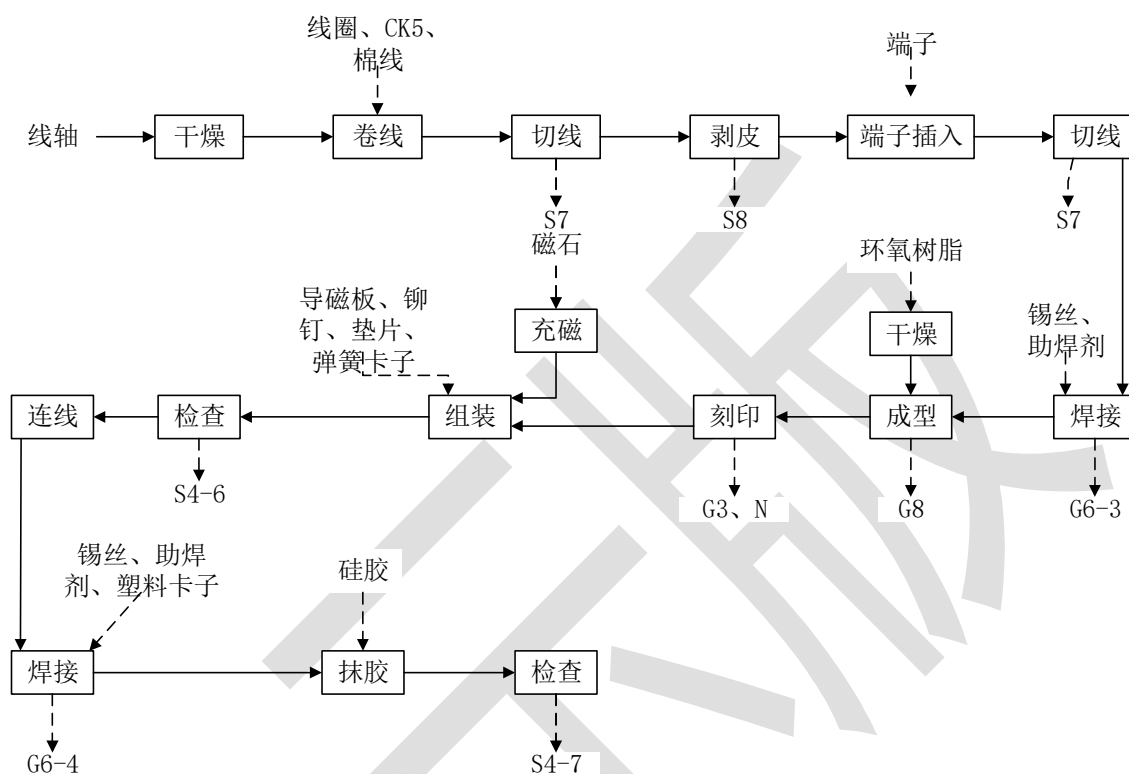 线圈、CK5、
棉线
端子
线轴
干燥
卷线
切线
剥皮
端子插入
切线
S7
S8
S7
磁石
环氧树脂
导磁板、铆
钉、垫片、
弹簧卡子
充磁
干燥
锡丝、
助焊剂
连线
检查
组装
刻印
成型
焊接
S4-6
G3、N
G8
G6-3
锡丝、助焊
剂、塑料卡子
硅胶
焊接
抹胶
检查
G6-4
S4-7